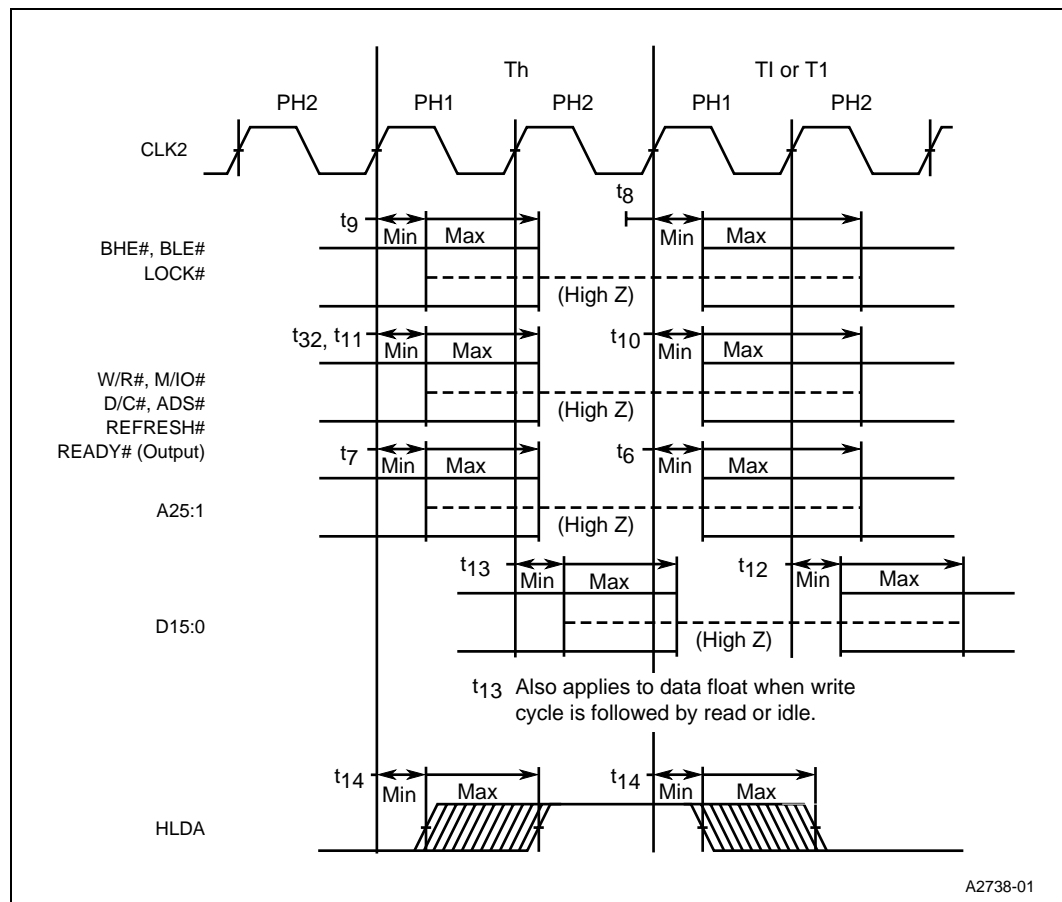 Th TI or T1
PH2 PH1 PH2 PH1 PH2
CLK2
t8
t9 Min Max Min Max
BHE#, BLE#
LOCK#
(High Z)
t32, t11 Min Max t10 Min Max
W/R#, M/IO#
D/C#, ADS#
REFRESH#
READY# (Output)
(High Z)
t7 Min Max t6 Min Max
A25:1
(High Z)
t13 Min Max t12 Min Max
D15:0
(High Z)
t13 Also applies to data float when write
cycle is followed by read or idle.
t14 Min Max t14 Min Max
HLDA
A2738-01